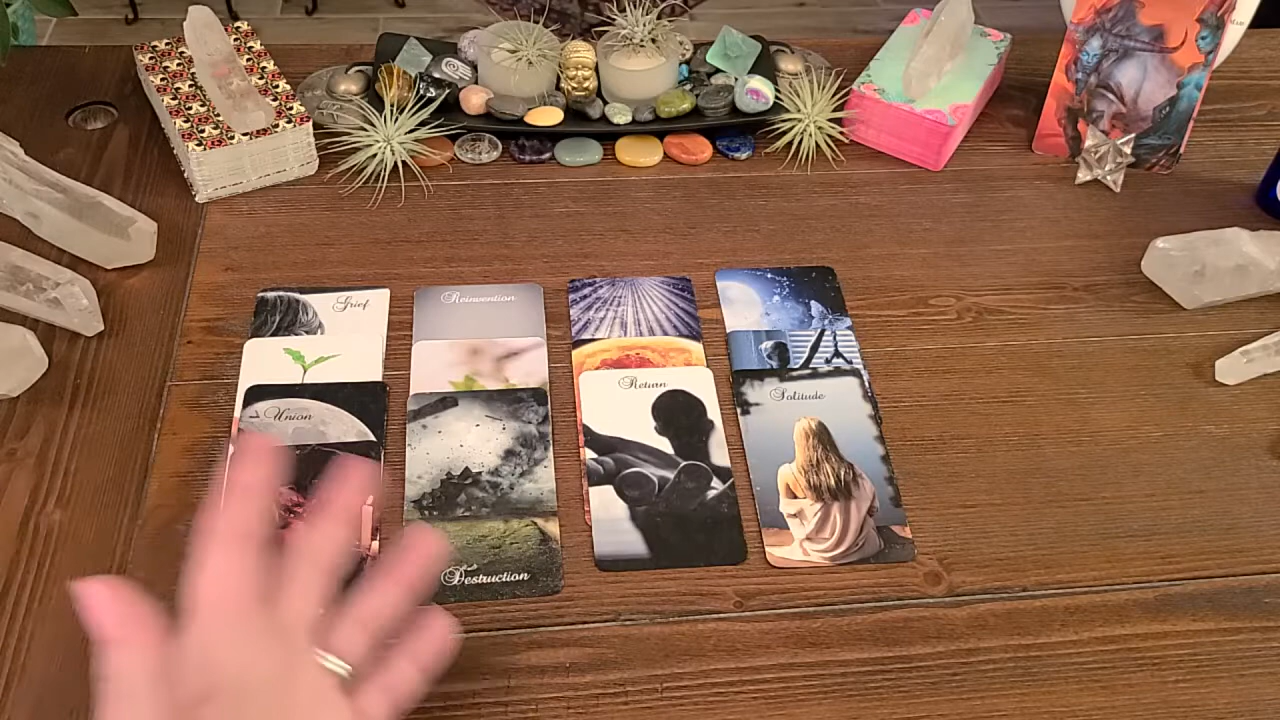 Grief
Reinvention
Union
Return
Solitude
Destruction